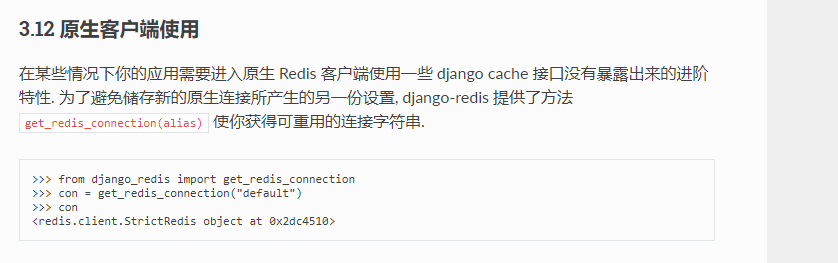 3.12 原生客户端使用
在某些情况下你的应用需要进入原生 Redis 客户端使用一些 django cache 接口没有暴露出来的进阶
特性. 为了避免储存新的原生连接所产生的另一份设置, django-redis 提供了方法
get_redis_connection(alias) 使你获得可重用的连接字符串.
>>> from django_redis import get_redis_connection
>>> con = get_redis_connection("default")
>>> con
<redis.client.StrictRedis object at 0x2dc4510>